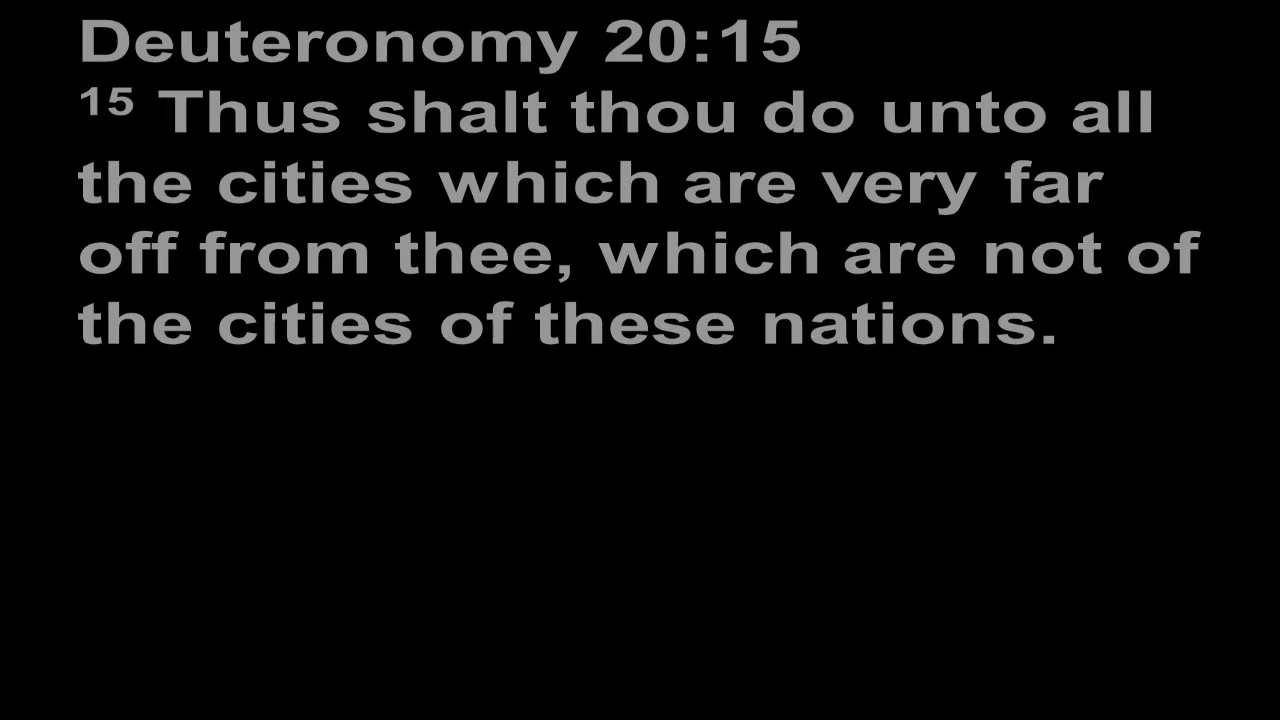 Deuteronomy 20:15
15 Thus shalt thou do unto all
the cities which are very far
off from thee, which are not of
the cities of these nations.